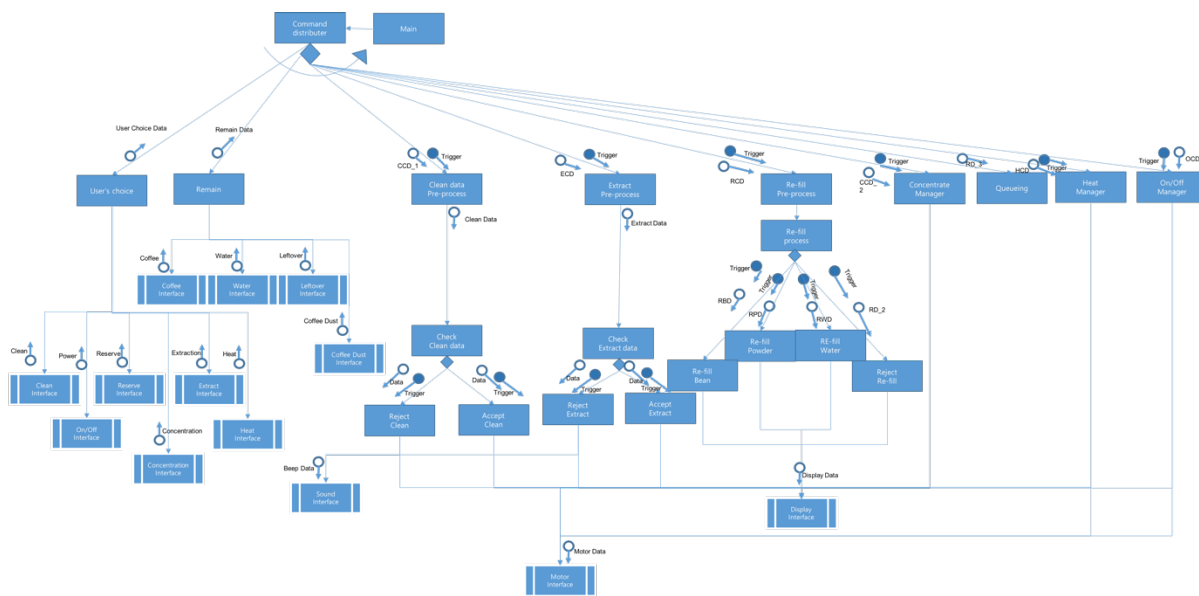 Command
distributer
Main
User Choice Data
Remain Data
CCD_1
Trigger
ECD
Trigger
RCD
Trigger
Trigger
CCD_
2
RD_
HCD
Trigger
Trigger
OCD
User's choice
Remain
Clean data
Pre-process
Extract
Pre-process
Re-fill
Pre-process
Concentrate
Manager
Queueing
Heat
Manager
On/Off
Manager
Clean Data
Extract Data
Re-fill
process
Coffee
Water
Leftover
Coffee
Interface
Water
Interface
Leftover
Interface
Trigger
Trigger
Trigger
Trigger
RBD
RPD
RWD
RD_2
Coffee Dust
Coffee Dust
Interface
Check
Clean data
Check
Extract data
Re-fill
Powder
RE-fill
Water
Re-fill
Bean
Reject
Re-fill
Clean
Power
Reserve
Extraction
Heat
Clean
Interface
Reserve
Interface
Extract
Interface
On/Off
Interface
Heat
Interface
Concentration
Concentration
Interface
Data
Trigger
Data
Trigger
Data
Trigger
Data
Trigger
Reject
Clean
Accept
Clean
Reject
Extract
Accept
Extract
Beep Data
Sound
Interface
Display Data
Display
Interface
Motor Data
Motor
Interface